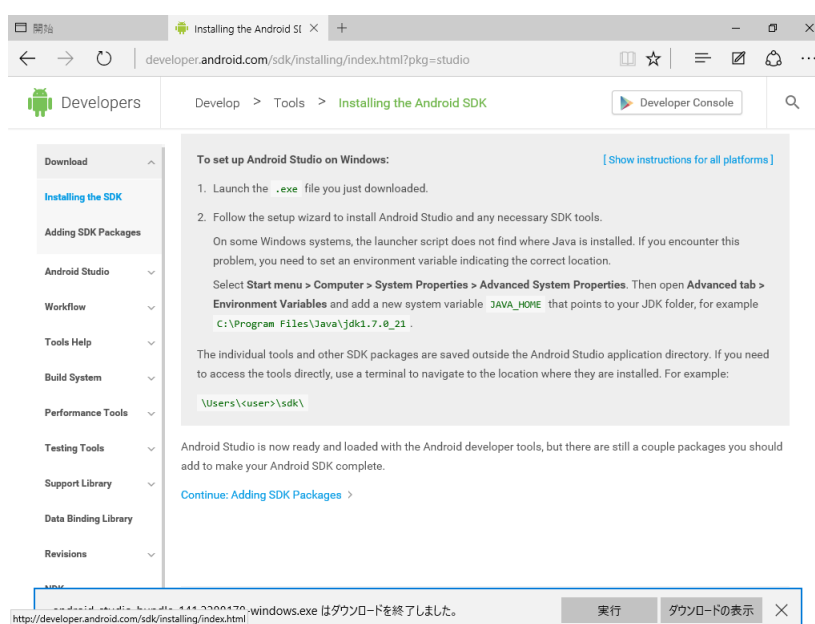 開始
Installing the Android SI
developer.android.com/sdk/installing/index.html?pkg=studio
Developers
Develop > Tools > Installing the Android SDK
Developer Console
Download
Installing the SDK
Adding SDK Packages
Android Studio
Workflow
Tools Help
Build System
Performance Tools
Testing Tools
Support Library
Data Binding Library
Revisions
NDK
To set up Android Studio on Windows:
[ Show instructions for all platforms ]
1. Launch the .exe file you just downloaded.
2. Follow the setup wizard to install Android Studio and any necessary SDK tools.
On some Windows systems, the launcher script does not find where Java is installed. If you encounter this
problem, you need to set an environment variable indicating the correct location.
Select Start menu > Computer > System Properties > Advanced System Properties. Then open Advanced tab >
Environment Variables and add a new system variable JAVA_HOME that points to your JDK folder, for example
C:\Program Files\Java\jdk1.7.0_21 .
The individual tools and other SDK packages are saved outside the Android Studio application directory. If you need
to access the tools directly, use a terminal to navigate to the location where they are installed. For example:
\Users\<user>\sdk\
Android Studio is now ready and loaded with the Android developer tools, but there are still a couple packages you should
add to make your Android SDK complete.
Continue: Adding SDK Packages >
-windows.exe はダウンロードを終了しました。
実行
ダウンロードの表示
http://developer.android.com/sdk/installing/index.html